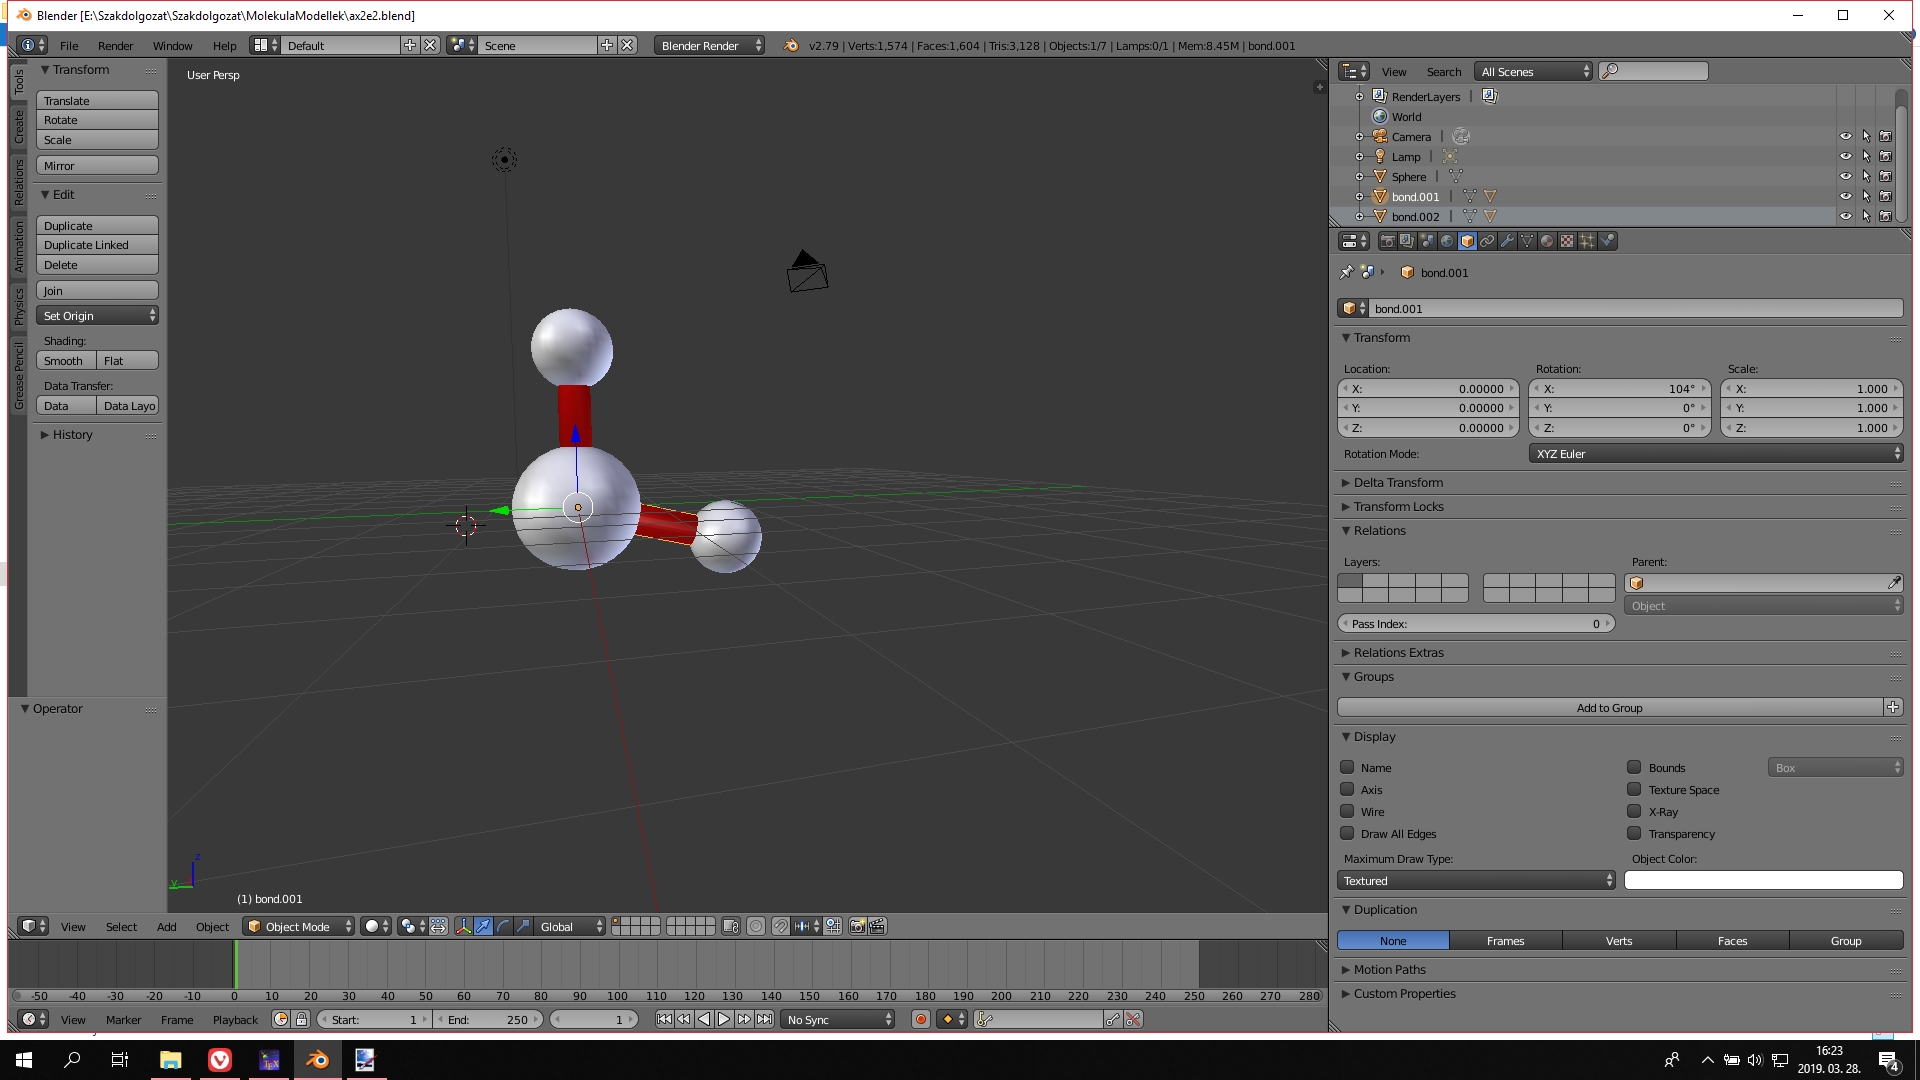 Blender [E:\Szakdolgozat\Szakdolgozat\MolekulaModellek\ax2e2.blend]
File Render Window Help Default Scene Blender Render v2.79 | Verts:1,574 | Faces:1,604 | Tris:3,128 | Objects:1/7 | Lamps:0/1 | Mem:8.45M | bond.001
Tools
Create
Relations
Animation
Physics
Grease Pencil
Transform
Translate
Rotate
Scale
Mirror
Edit
Duplicate
Duplicate Linked
Delete
Join
Set Origin
Shading:
Smooth Flat
Data Transfer:
Data Data Layo
History
Operator
User Persp
z
y
(1) bond.001
View Select Add Object Object Mode Global
-50 -40 -30 -20 -10 0 10 20 30 40 50 60 70 80 90 100 110 120 130 140 150 160 170 180 190 200 210 220 230 240 250 260 270 280
View Marker Frame Playback Start: 1 End: 250 1 No Sync
View Search All Scenes
RenderLayers |
World
Camera |
Lamp |
Sphere |
bond.001 |
bond.002 |
bond.001
bond.001
Transform
Location: Rotation: Scale:
X: 0.00000 X: 104° X: 1.000
Y: 0.00000 Y: 0° Y: 1.000
Z: 0.00000 Z: 0° Z: 1.000
Rotation Mode: XYZ Euler
Delta Transform
Transform Locks
Relations
Layers: Parent:
Object
Pass Index: 0
Relations Extras
Groups
Add to Group
Display
Name Bounds Box
Axis Texture Space
Wire X-Ray
Draw All Edges Transparency
Maximum Draw Type: Object Color:
Textured
Duplication
None Frames Verts Faces Group
Motion Paths
Custom Properties
16:23
2019. 03. 28.
4